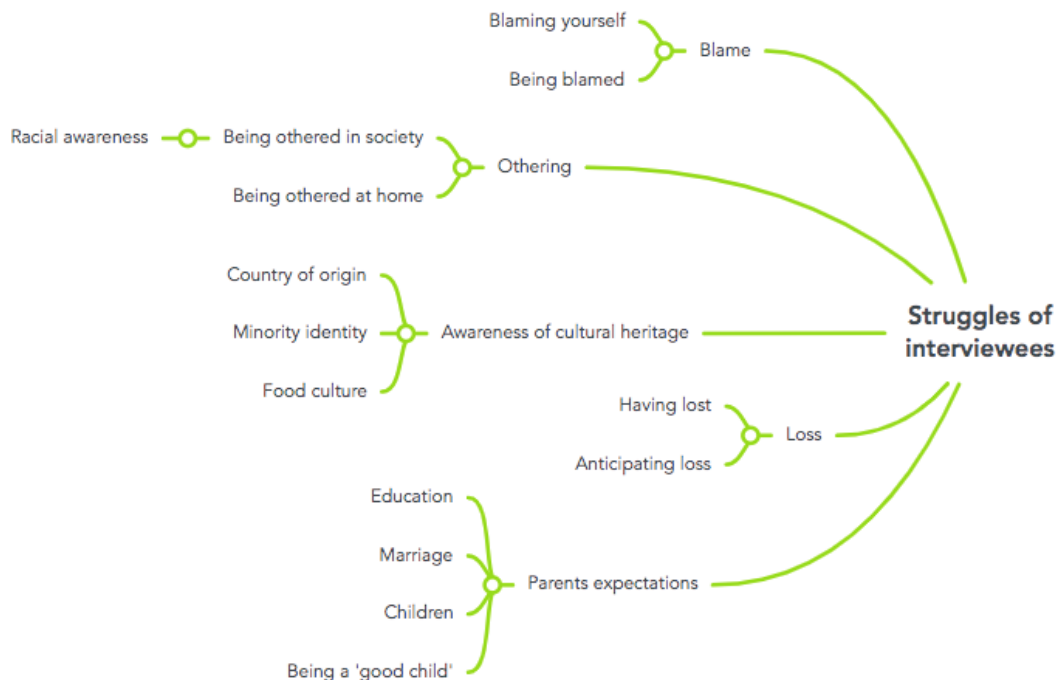 Blaming yourself
Blame
Being blamed
Racial awareness
Being othered in society
Othering
Being othered at home
Country of origin
Minority identity
Awareness of cultural heritage
Food culture
Struggles of
interviewees
Having lost
Loss
Anticipating loss
Education
Marriage
Parents expectations
Children
Being a 'good child'